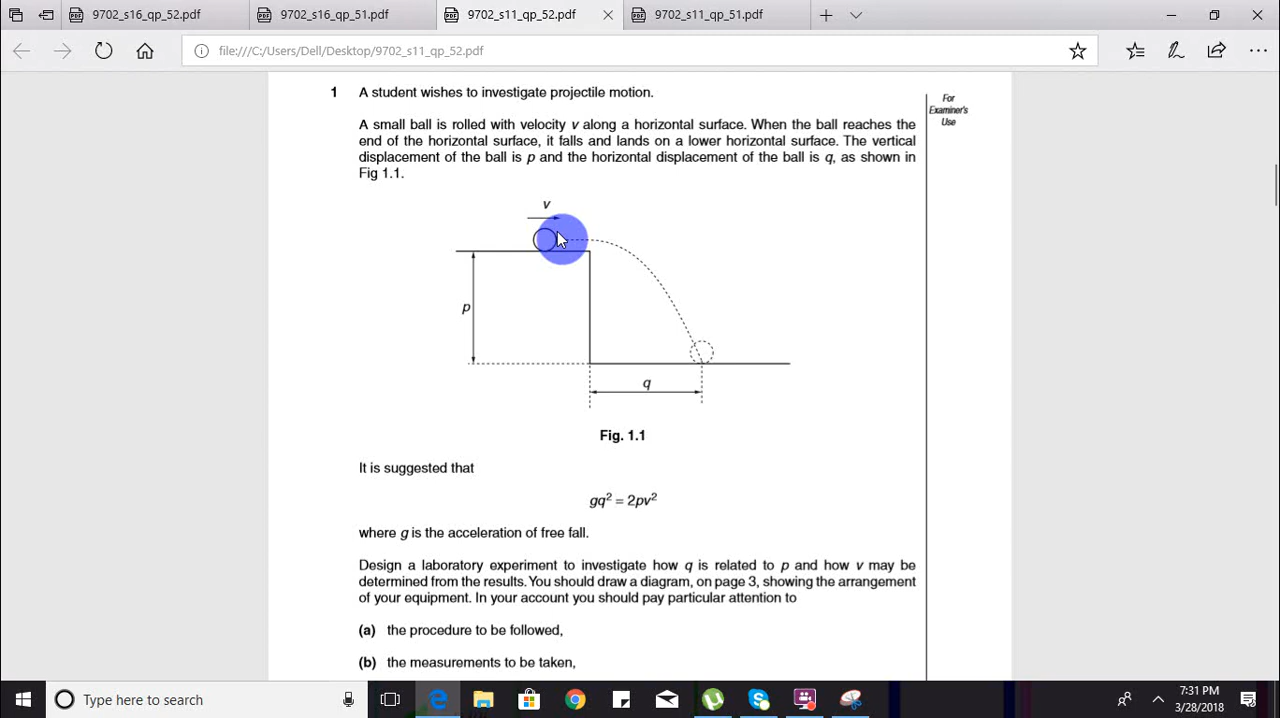 9702_s16_qp_52.pdf
9702_s16_qp_51.pdf
9702_s11_qp_52.pdf
9702_s11_qp_51.pdf
file:///C:/Users/Dell/Desktop/9702_s11_qp_52.pdf
1 A student wishes to investigate projectile motion.
For
Examiner's
Use
A small ball is rolled with velocity v along a horizontal surface. When the ball reaches the
end of the horizontal surface, it falls and lands on a lower horizontal surface. The vertical
displacement of the ball is p and the horizontal displacement of the ball is q, as shown in
Fig 1.1.
v
p
q
Fig. 1.1
It is suggested that
gq² = 2pv²
where g is the acceleration of free fall.
Design a laboratory experiment to investigate how q is related to p and how v may be
determined from the results. You should draw a diagram, on page 3, showing the arrangement
of your equipment. In your account you should pay particular attention to
(a) the procedure to be followed,
(b) the measurements to be taken,
Type here to search
7:31 PM
3/28/2018